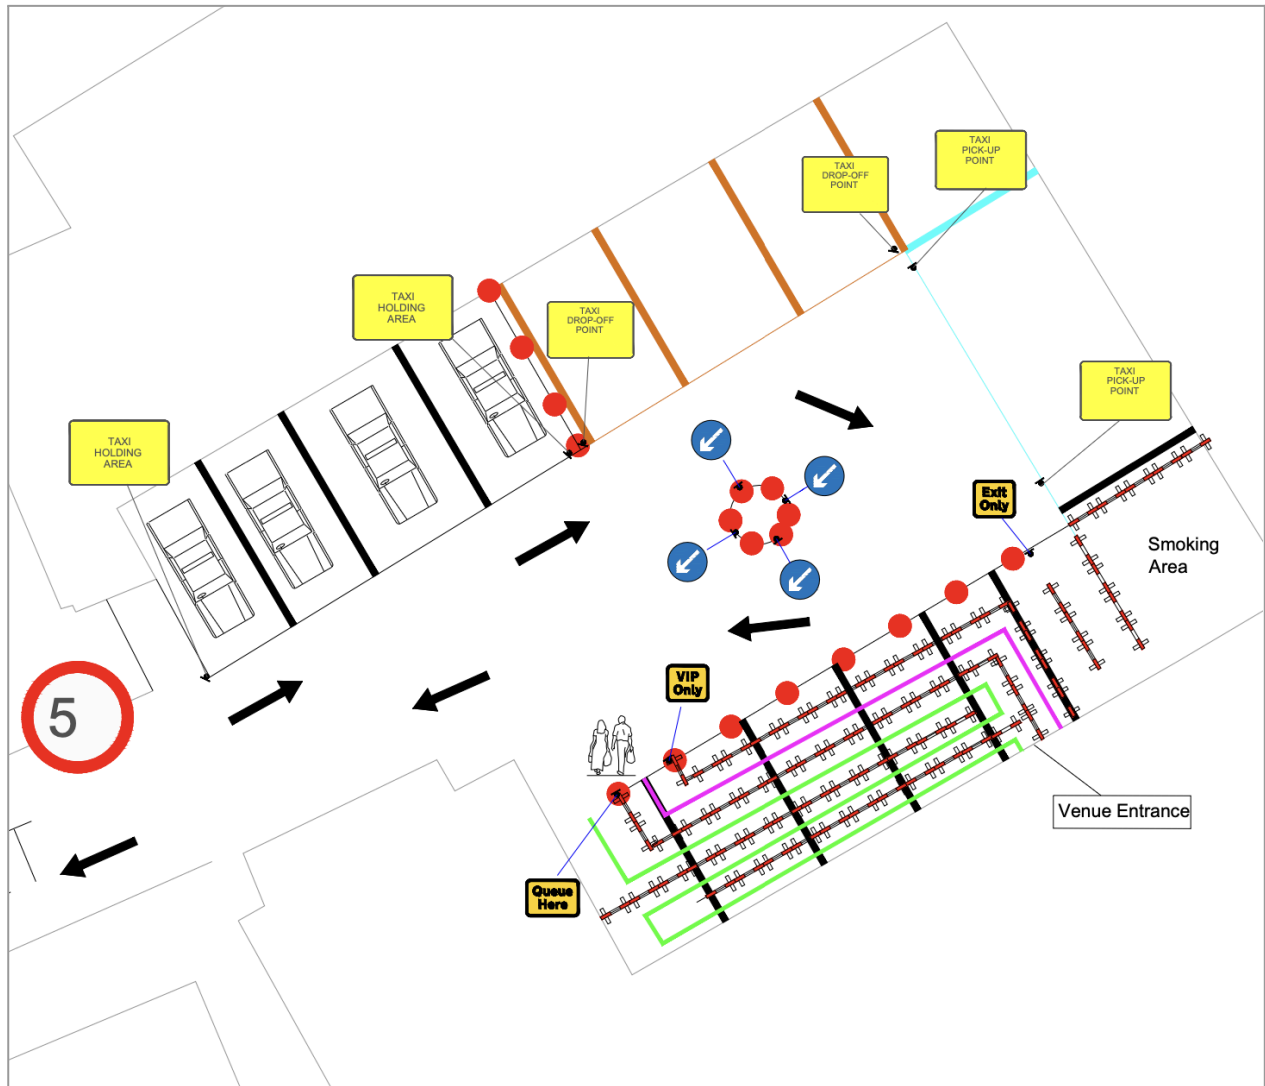 TAXI
PICK-UP
POINT
TAXI
DROP-OFF
POINT
TAXI
HOLDING
AREA
TAXI
DROP-OFF
POINT
TAXI
PICK-UP
POINT
TAXI
HOLDING
AREA
Exit
Only
Smoking
Area
5
VIP
Only
Venue Entrance
Queue
Here